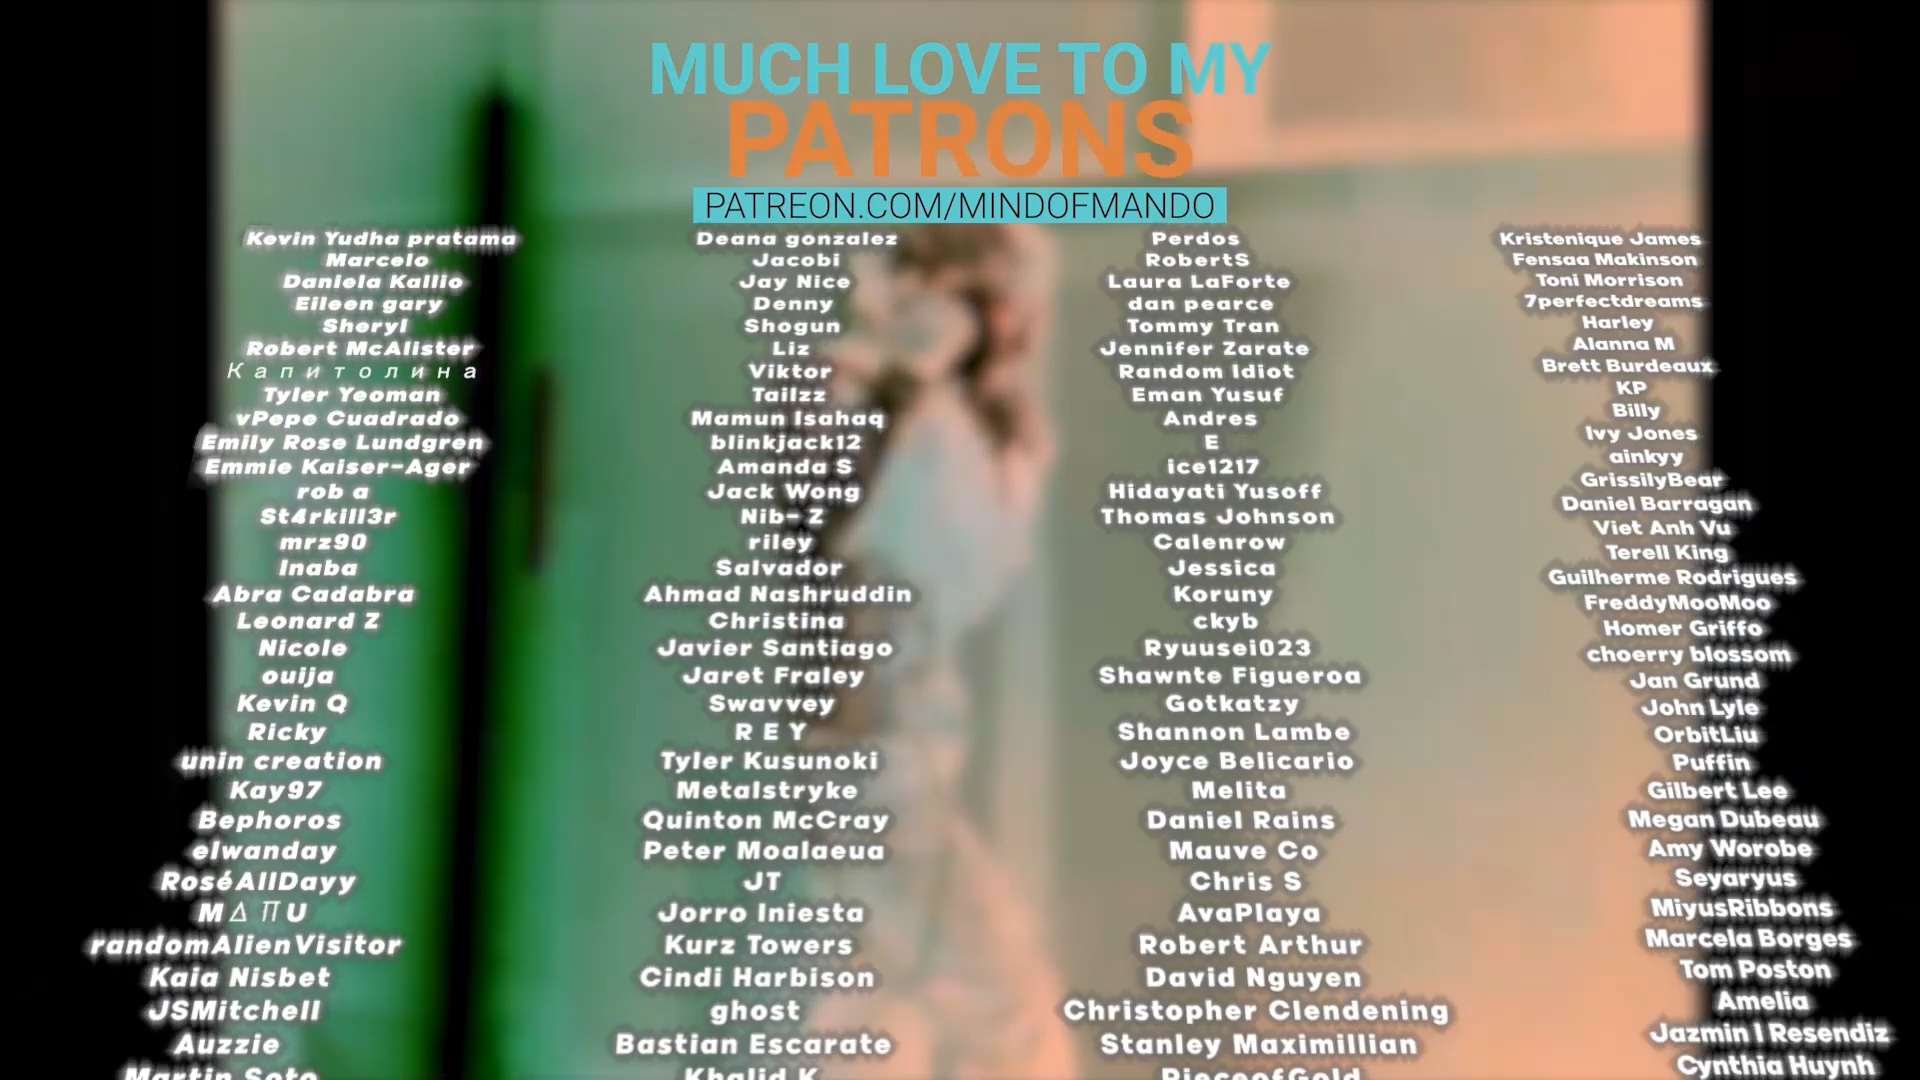 MUCH LOVE TO MY
PATRONS
PATREON.COM/MINDOFMANDO
Kevin Yudha pratama
Marcelo
Daniela Kallio
Eileen gary
Sheryl
Robert McAlister
Капитолина
Tyler Yeoman
vPepe Cuadrado
Emily Rose Lundgren
Emmie Kaiser-Ager
rob a
St4rkill3r
mrz90
Inaba
Abra Cadabra
Leonard Z
Nicole
ouija
Kevin Q
Ricky
unin creation
Kay97
Bephoros
elwanday
RoséAllDayy
M∆∏U
randomAlienVisitor
Kaia Nisbet
JSMitchell
Auzzie
Martin Soto
Deana gonzalez
Jacobi
Jay Nice
Denny
Shogun
Liz
Viktor
Tailzz
Mamun Isahaq
blinkjack12
Amanda S
Jack Wong
Nib-Z
riley
Salvador
Ahmad Nashruddin
Christina
Javier Santiago
Jaret Fraley
Swavvey
R E Y
Tyler Kusunoki
Metalstryke
Quinton McCray
Peter Moalaeua
JT
Jorro Iniesta
Kurz Towers
Cindi Harbison
ghost
Bastian Escarate
Khalid K
Perdos
RobertS
Laura LaForte
dan pearce
Tommy Tran
Jennifer Zarate
Random Idiot
Eman Yusuf
Andres
E
ice1217
Hidayati Yusoff
Thomas Johnson
Calenrow
Jessica
Koruny
ckyb
Ryuusei023
Shawnte Figueroa
Gotkatzy
Shannon Lambe
Joyce Belicario
Melita
Daniel Rains
Mauve Co
Chris S
AvaPlaya
Robert Arthur
David Nguyen
Christopher Clendening
Stanley Maximillian
PieceofGold
Kristenique James
Fensaa Makinson
Toni Morrison
7perfectdreams
Harley
Alanna M
Brett Burdeaux
KP
Billy
Ivy Jones
ainkyy
GrissilyBear
Daniel Barragan
Viet Anh Vu
Terell King
Guilherme Rodrigues
FreddyMooMoo
Homer Griffo
choerry blossom
Jan Grund
John Lyle
OrbitLiu
Puffin
Gilbert Lee
Megan Dubeau
Amy Worobe
Seyaryus
MiyusRibbons
Marcela Borges
Tom Poston
Amelia
Jazmin I Resendiz
Cynthia Huynh